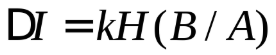 DI = kH(B / A)